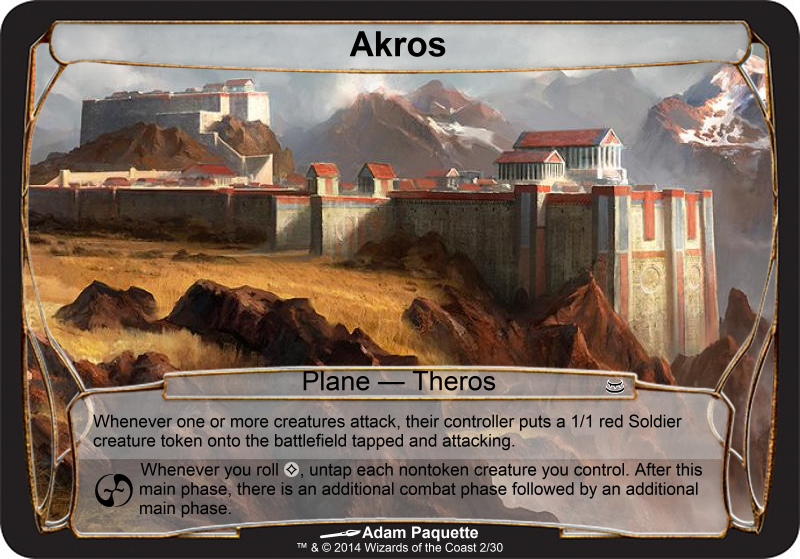 Akros
Plane — Theros
Whenever one or more creatures attack, their controller puts a 1/1 red Soldier
creature token onto the battlefield tapped and attacking.
Whenever you roll , untap each nontoken creature you control. After this
main phase, there is an additional combat phase followed by an additional
main phase.
Adam Paquette
™ & © 2014 Wizards of the Coast 2/30